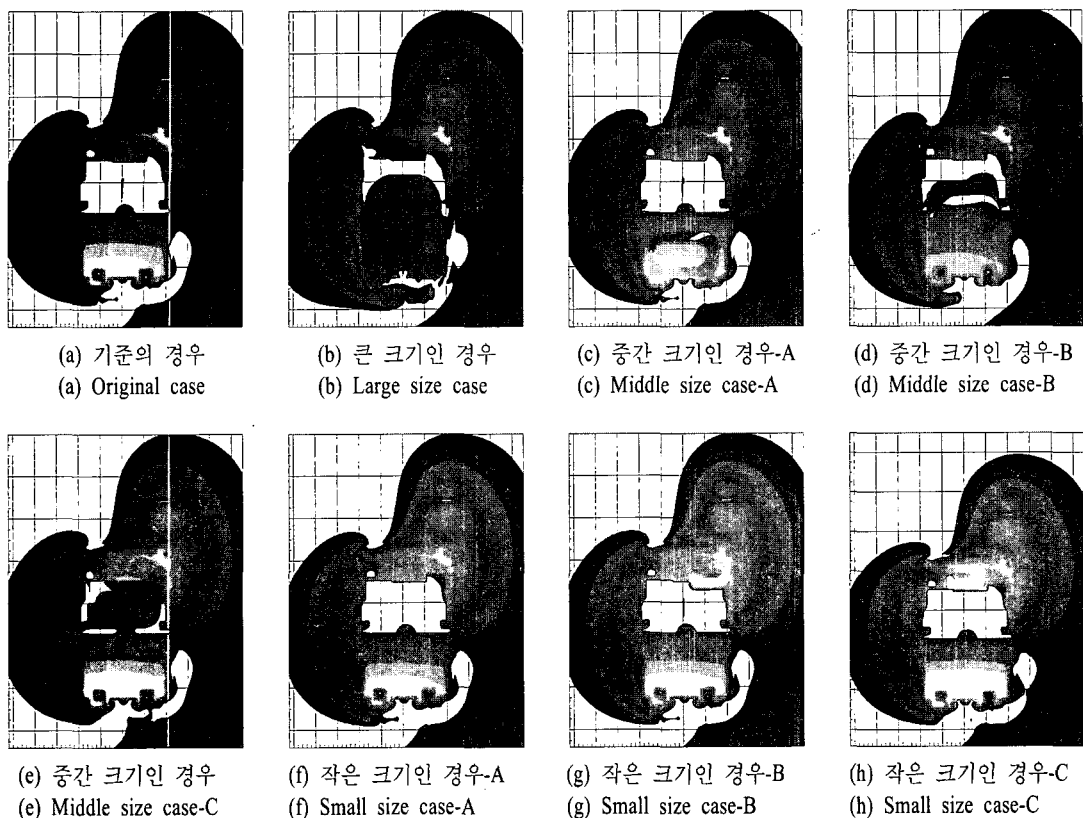 (a) 기준의 경우
(a) Original case
(b) 큰 크기인 경우
(b) Large size case
(c) 중간 크기인 경우-A
(c) Middle size case-A
(d) 중간 크기인 경우-B
(d) Middle size case-B
(e) 중간 크기인 경우
(e) Middle size case-C
(f) 작은 크기인 경우-A
(f) Small size case-A
(g) 작은 크기인 경우-B
(g) Small size case-B
(h) 작은 크기인 경우-C
(h) Small size case-C